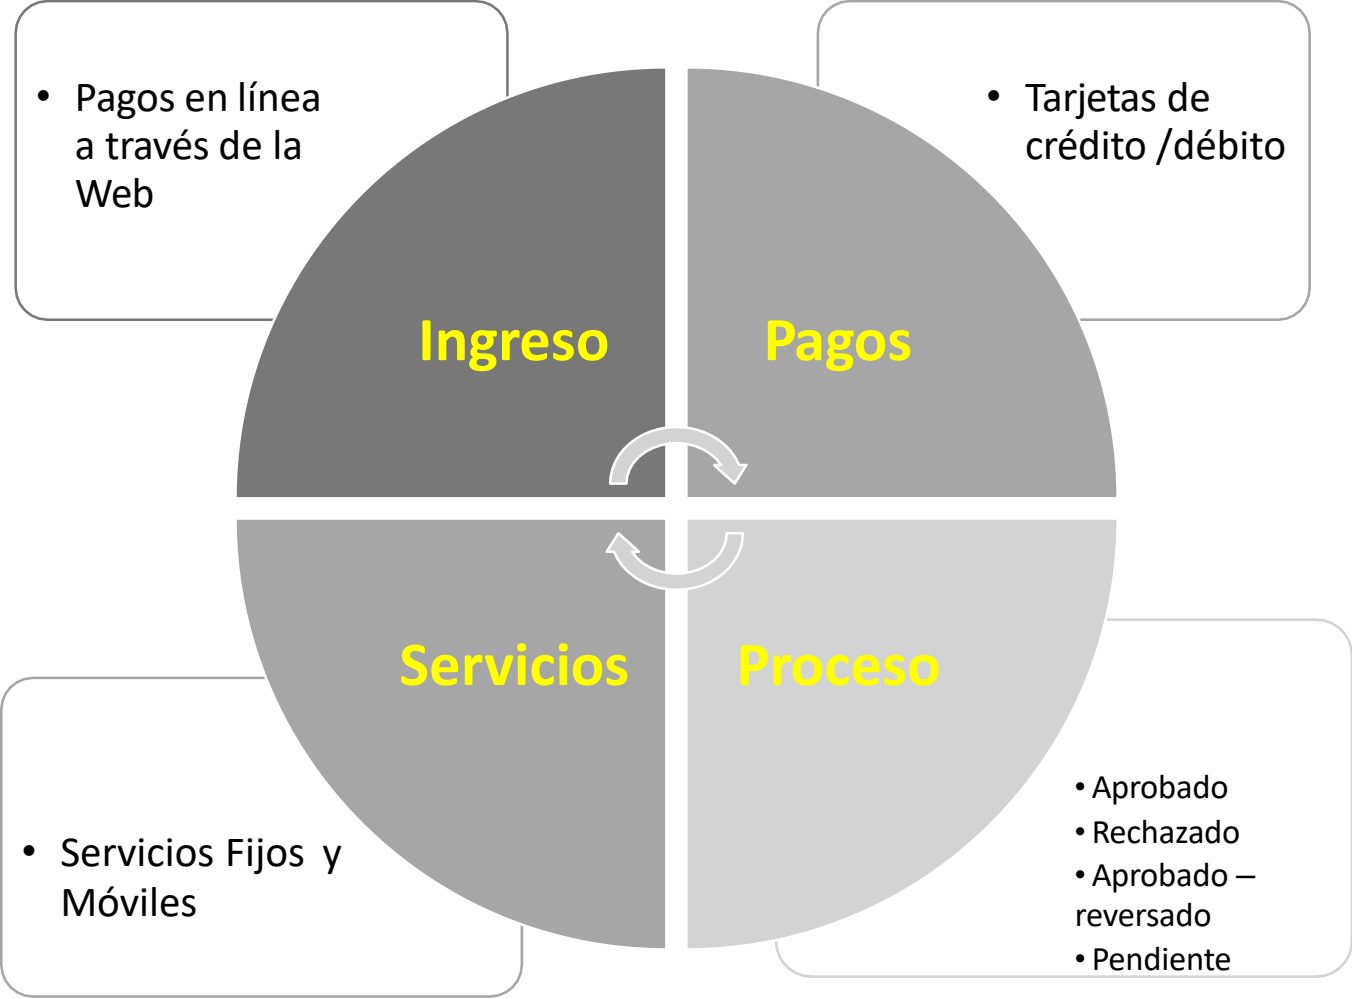 • Pagos en línea
a través de la
Web
• Tarjetas de
crédito /débito
Ingreso
Pagos
Servicios
Proceso
• Servicios Fijos y
Móviles
• Aprobado
• Rechazado
• Aprobado –
reversado
• Pendiente